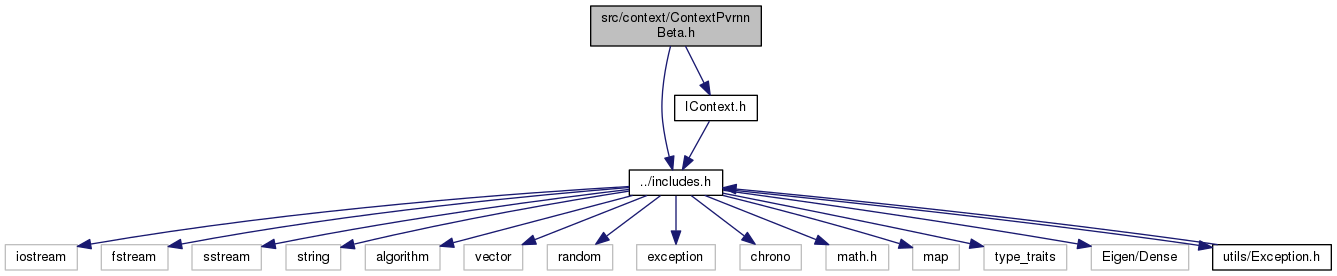 src/context/ContextPvrnn
Beta.h
IContext.h
../includes.h
iostream
fstream
sstream
string
algorithm
vector
random
exception
chrono
math.h
map
type_traits
Eigen/Dense
utils/Exception.h